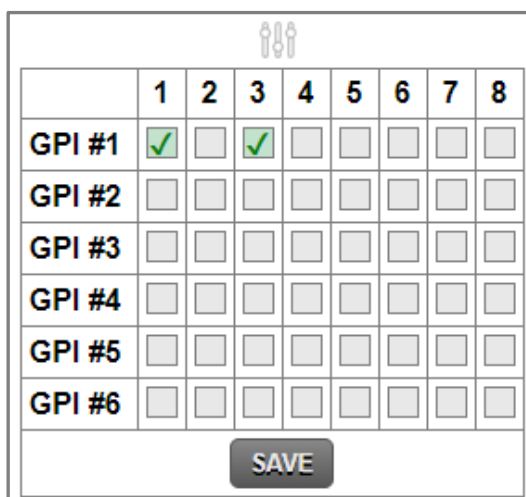 1 2 3 4 5 6 7 8
GPI #1
GPI #2
GPI #3
GPI #4
GPI #5
GPI #6
SAVE